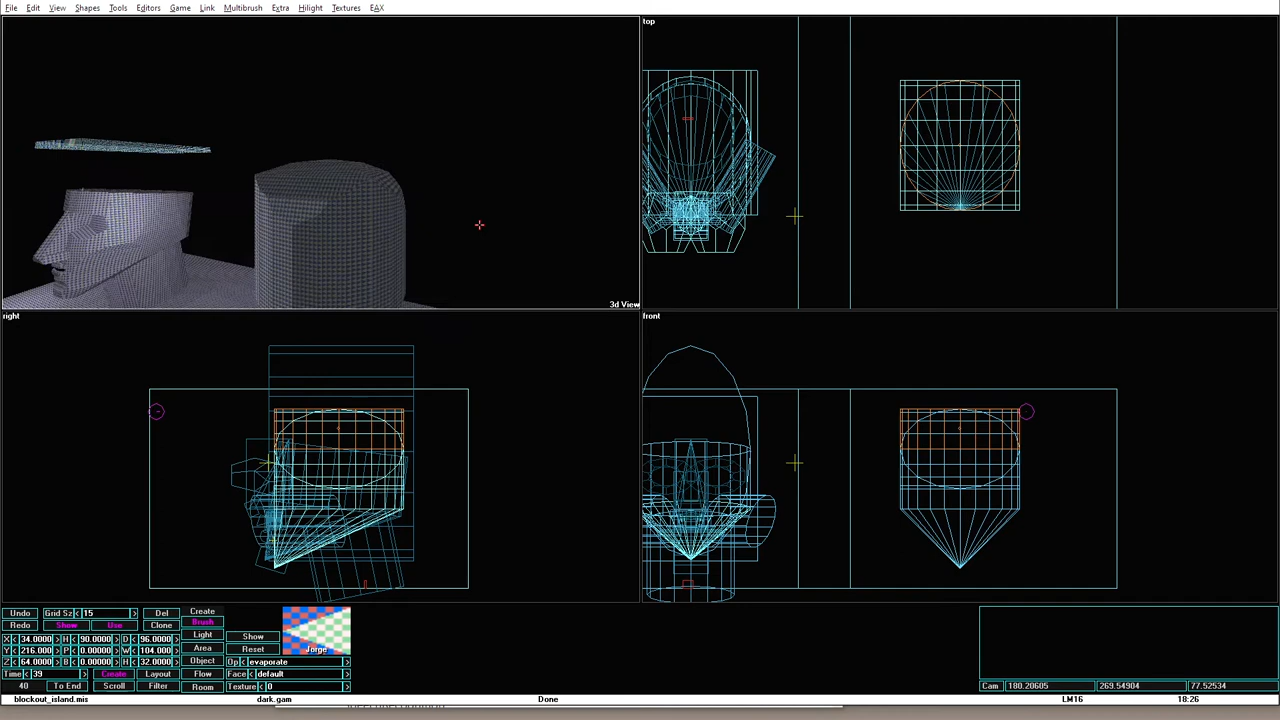 File Edit View Shapes Tools Editors Game Link Multibrush Extra Hilight Textures EAX
top
3d View
right
front
Undo Grid Sz < 15 > Del Create
Redo Show Use Clone Brush
X < 34.0000 > H < 90.0000 > D < 96.0000 > Light Show
Y < 216.000 > P < 0.00000 > W < 104.000 > Area Reset Jorge
Z < 64.0000 > B < 0.00000 > H < 32.0000 > Object Op < evaporate >
Time < 39 > Create Layout Flow Face < default >
40 To End Scroll Filter Room Texture < 0 > Cam 180.20605 269.54904 77.52534
blockout_island.mis dark.gam Done LM16 18:26